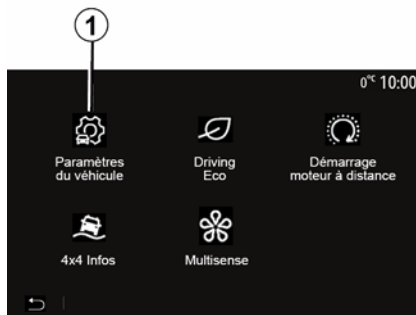 1
0°C 10:00
Paramètres
du véhicule
Driving
Eco
Démarrage
moteur à distance
4x4 Infos
Multisense